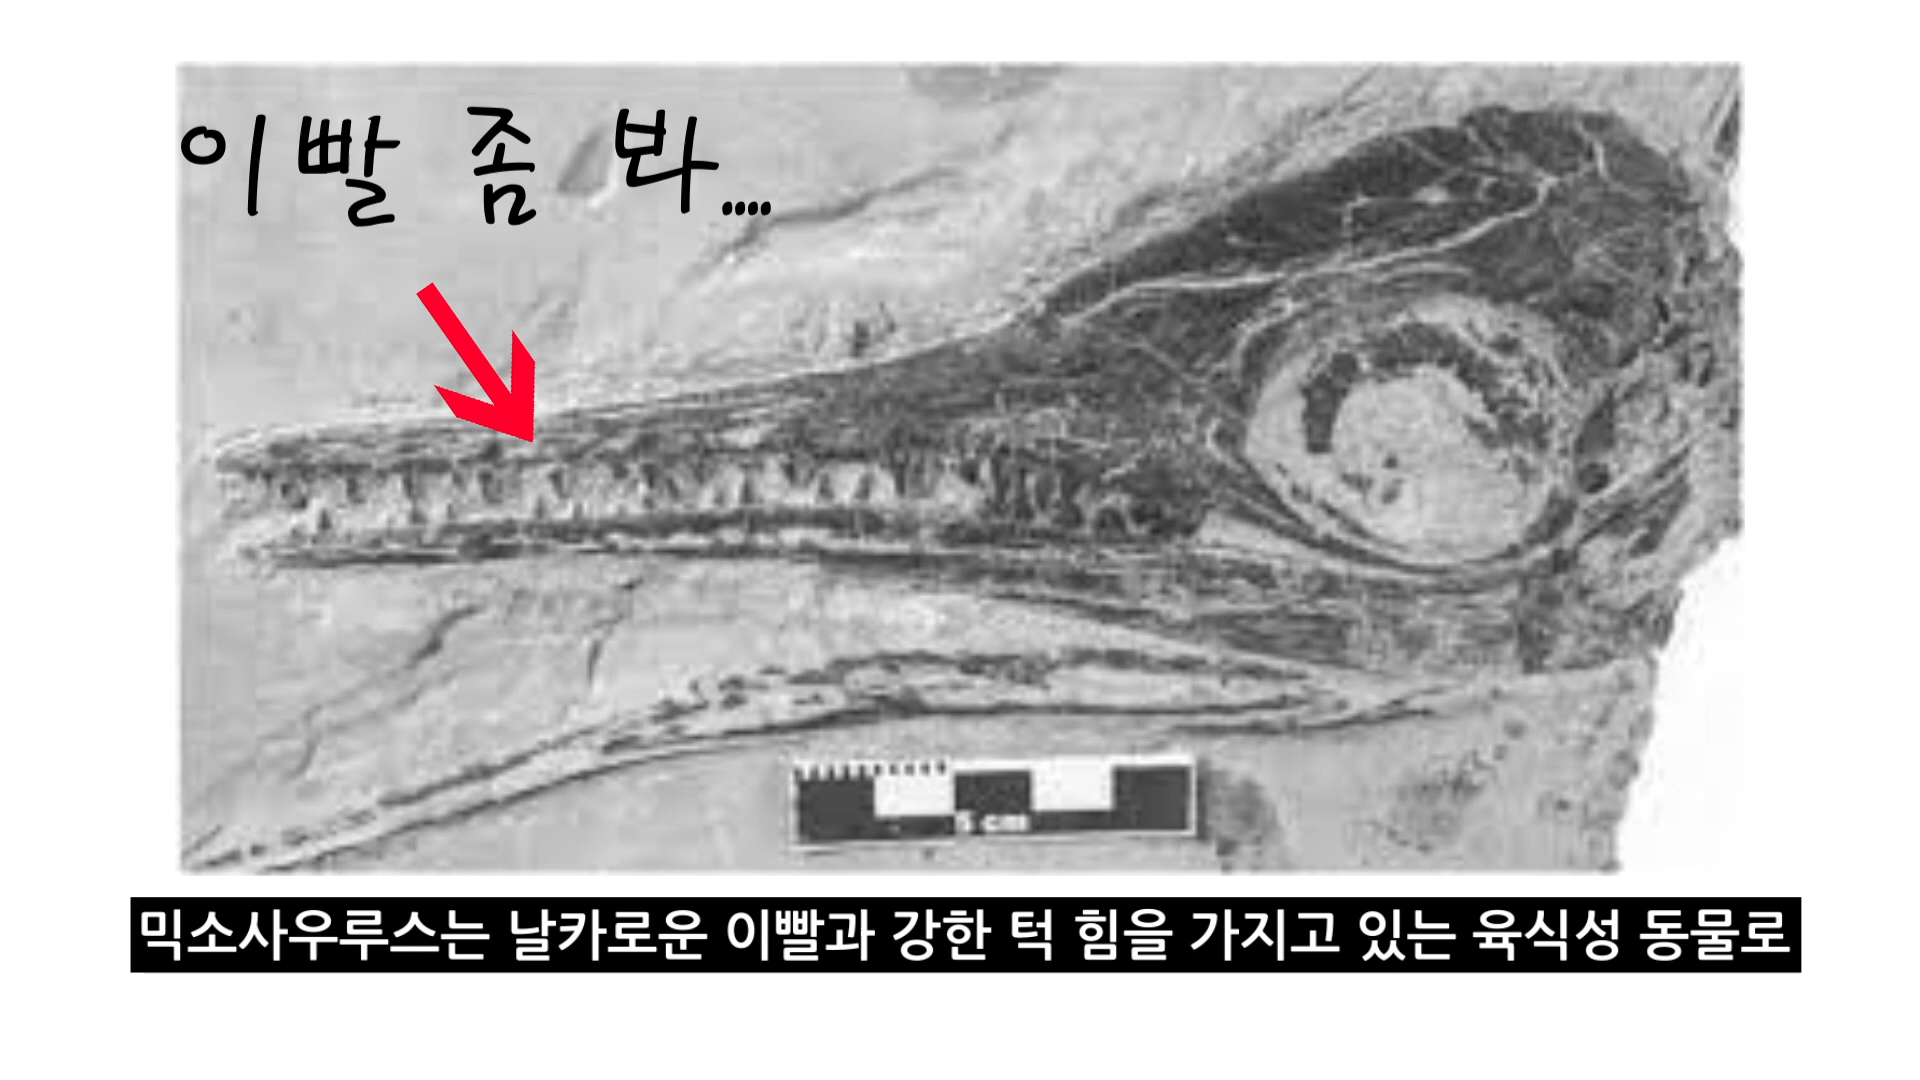 이빨 좀 봐....
5 cm
믹소사우루스는 날카로운 이빨과 강한 턱 힘을 가지고 있는 육식성 동물로